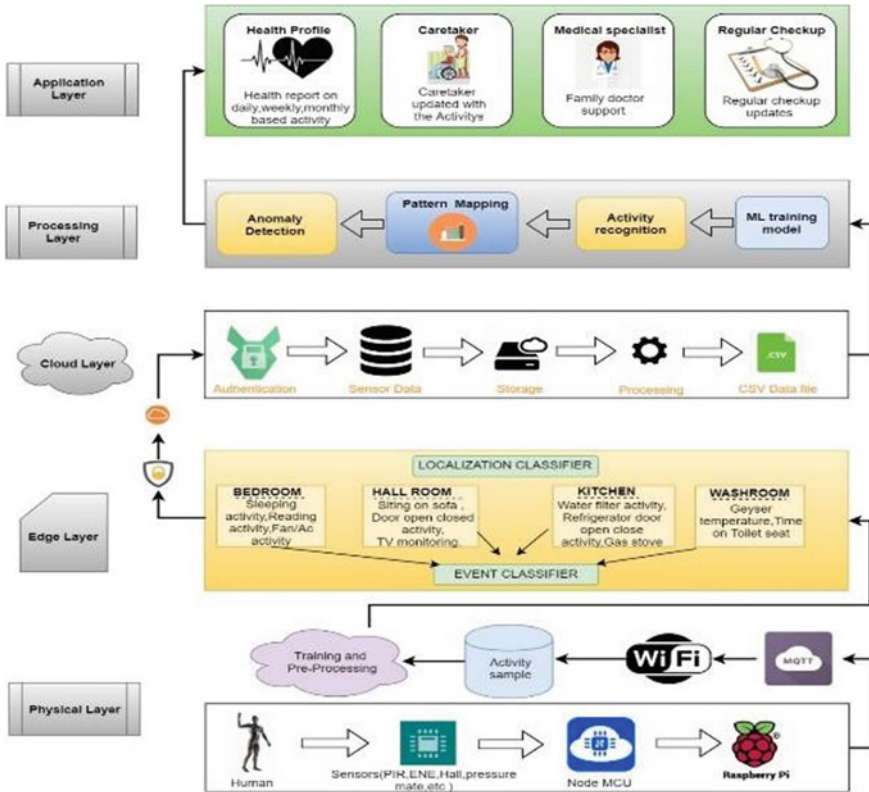 Application
Layer
Health Profile
Health report on
daily,weekly,monthly
based activity
Caretaker
Caretaker
updated with
the Activitys
Medical specialist
Family doctor
support
Regular Checkup
Regular checkup
updates
Processing
Layer
Anomaly
Detection
Pattern Mapping
Activity
recognition
ML training
model
Cloud Layer
Authentication
Sensor Data
Storage
Processing
.CSV
CSV Data file
Edge Layer
LOCALIZATION CLASSIFIER
BEDROOM
Sleeping
activity,Reading
activity,Fan/Ac
activity
HALL ROOM
Siting on sofa ,
Door open closed
activity,
TV monitoring
KITCHEN
Water filter activity,
Refrigerator door
open close
activity,Gas stove
WASHROOM
Geyser
temperature,Time
on Toilet seat
EVENT CLASSIFIER
Training and
Pre-Processing
Activity
sample
WiFi
MQTT
Physical Layer
Human
Sensors(PIR,ENE,Hall,pressure
mate,etc )
Node MCU
Raspberry Pi